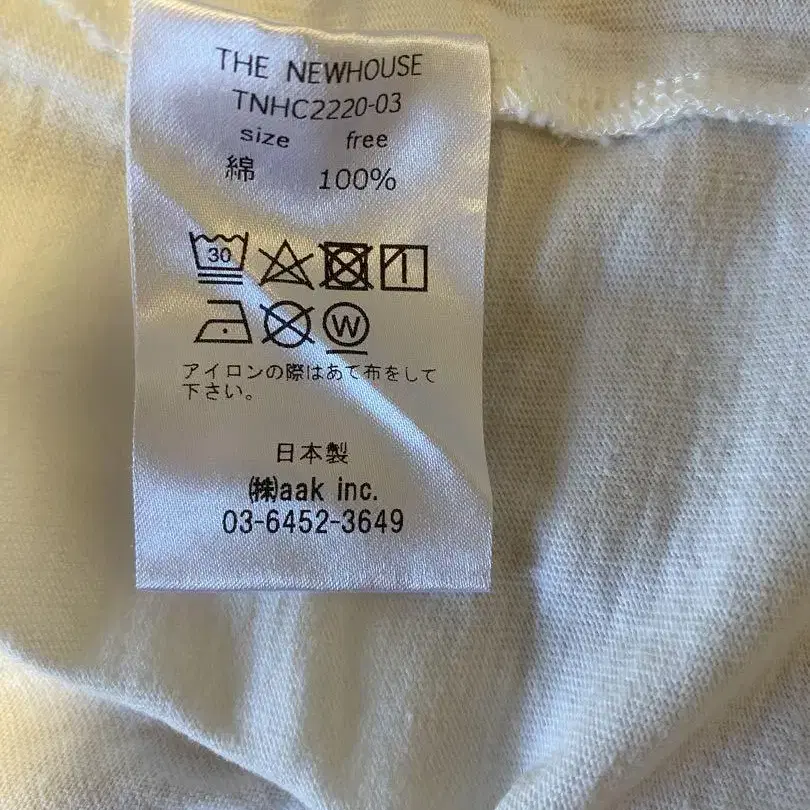 THE NEWHOUSE
TNHC2220-03
size free
綿 100%
30
W
アイロンの際はあて布をして
下さい。
日本製
㈱aak inc.
03-6452-3649